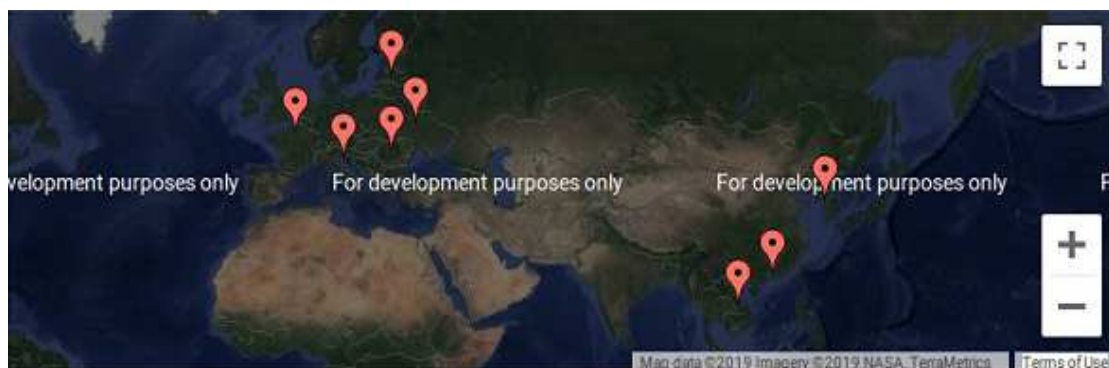 velopment purposes only
For development purposes only
For development purposes only
F
Map data ©2019 Imagery ©2019 NASA, TerraMetrics
Terms of Use